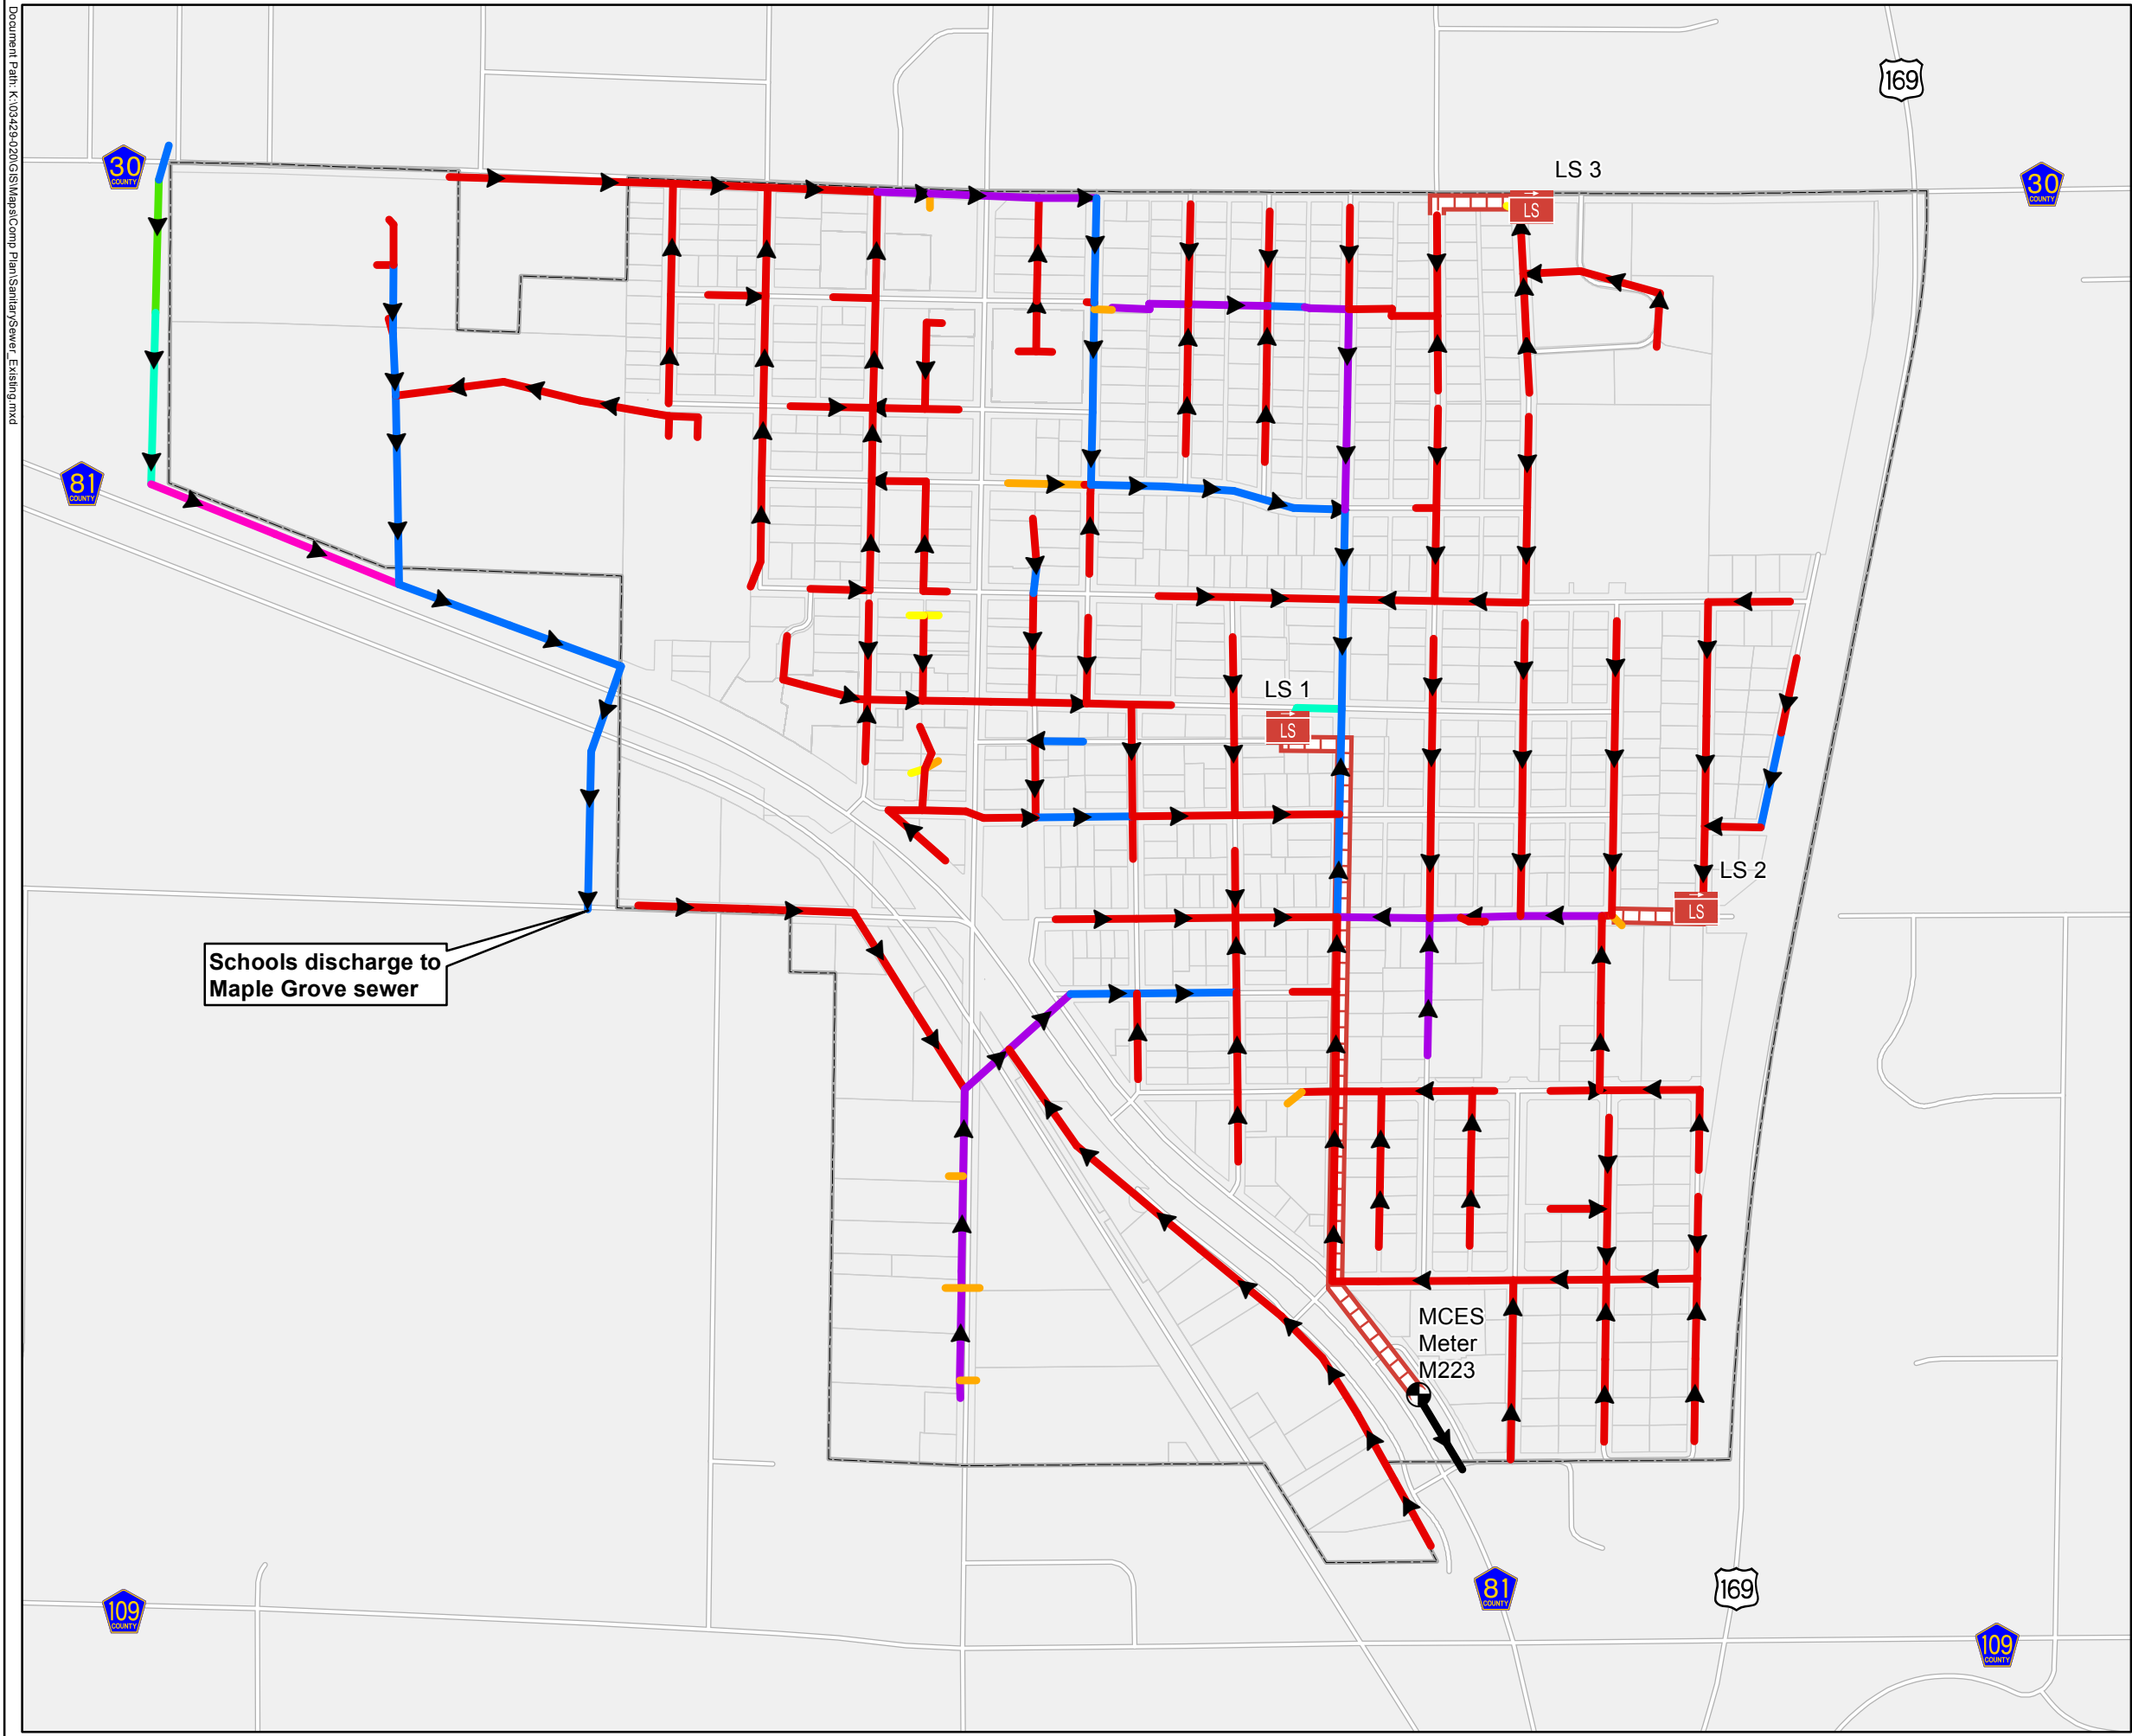 Document Path: K:\03429-020\GIS\Maps\Comp Plan\SanitarySewer_Existing.mxd
169
30
COUNTY
30
COUNTY
LS 3
LS
81
COUNTY
LS 1
LS
LS 2
LS
Schools discharge to
Maple Grove sewer
MCES
Meter
M223
81
COUNTY
169
109
COUNTY
109
COUNTY